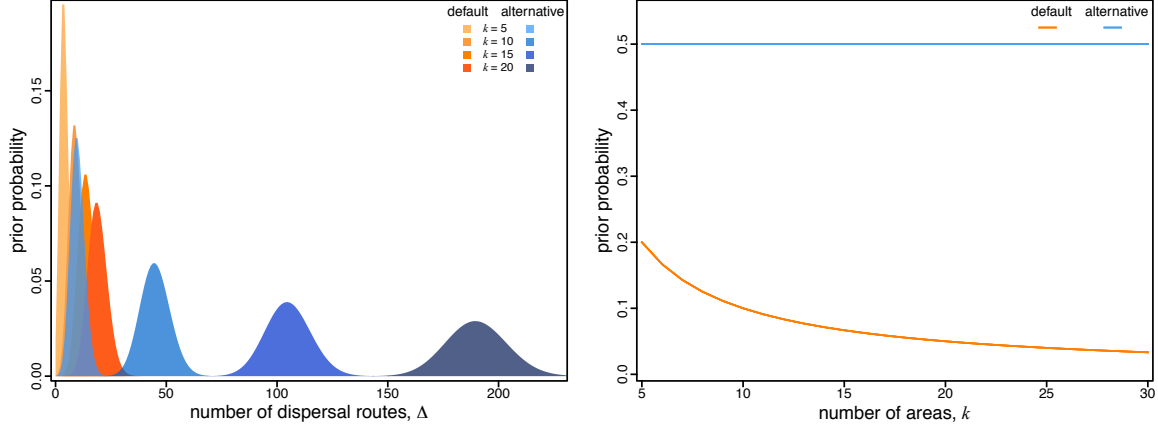 default alternative
k = 5
k = 10
k = 15
k = 20
prior probability
0.00 0.05 0.10 0.15
0 50 100 150 200
number of dispersal routes, Δ
default alternative
prior probability
0.0 0.1 0.2 0.3 0.4 0.5
5 10 15 20 25 30
number of areas, k